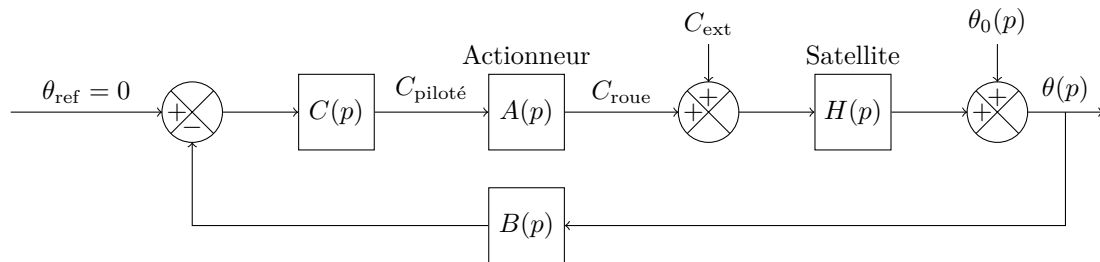 C_ext
θ_0(p)
Actionneur
Satellite
θ_ref = 0
C_piloté
C_roue
θ(p)
+
−
C(p)
A(p)
+
+
H(p)
+
+
B(p)